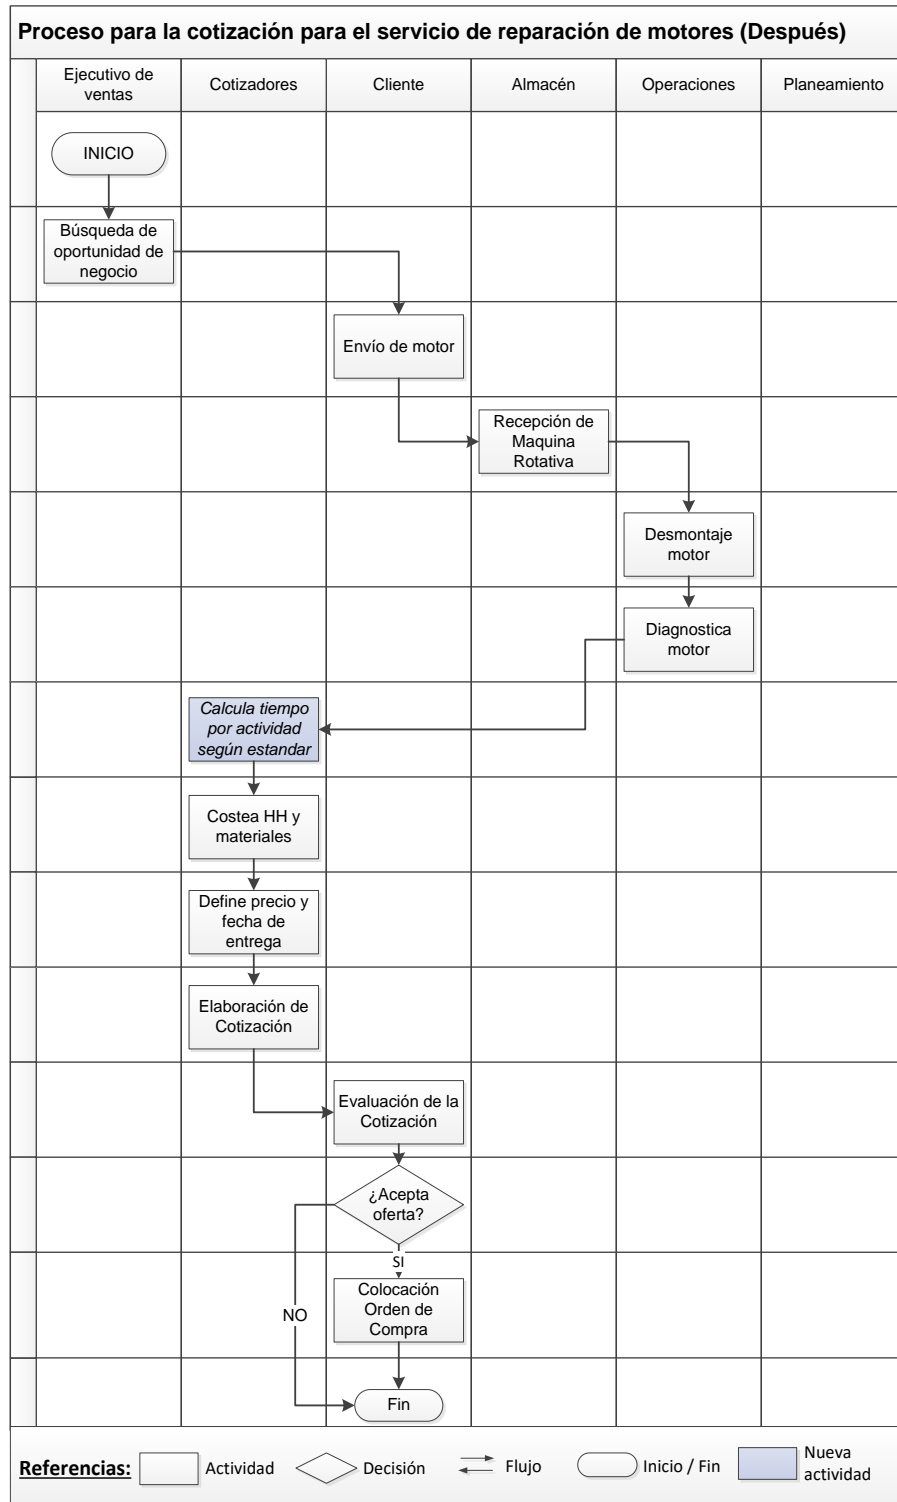 Proceso para la cotización para el servicio de reparación de motores (Después)
Ejecutivo de
ventas
Cotizadores
Cliente
Almacén
Operaciones
Planeamiento
INICIO
Búsqueda de
oportunidad de
negocio
Envío de motor
Recepción de
Maquina
Rotativa
Desmontaje
motor
Diagnostica
motor
Calcula tiempo
por actividad
según estandar
Costea HH y
materiales
Define precio y
fecha de
entrega
Elaboración de
Cotización
Evaluación de la
Cotización
¿Acepta
oferta?
SI
Colocación
Orden de
Compra
NO
Fin
Referencias:
Actividad
Decisión
Flujo
Inicio / Fin
Nueva
actividad